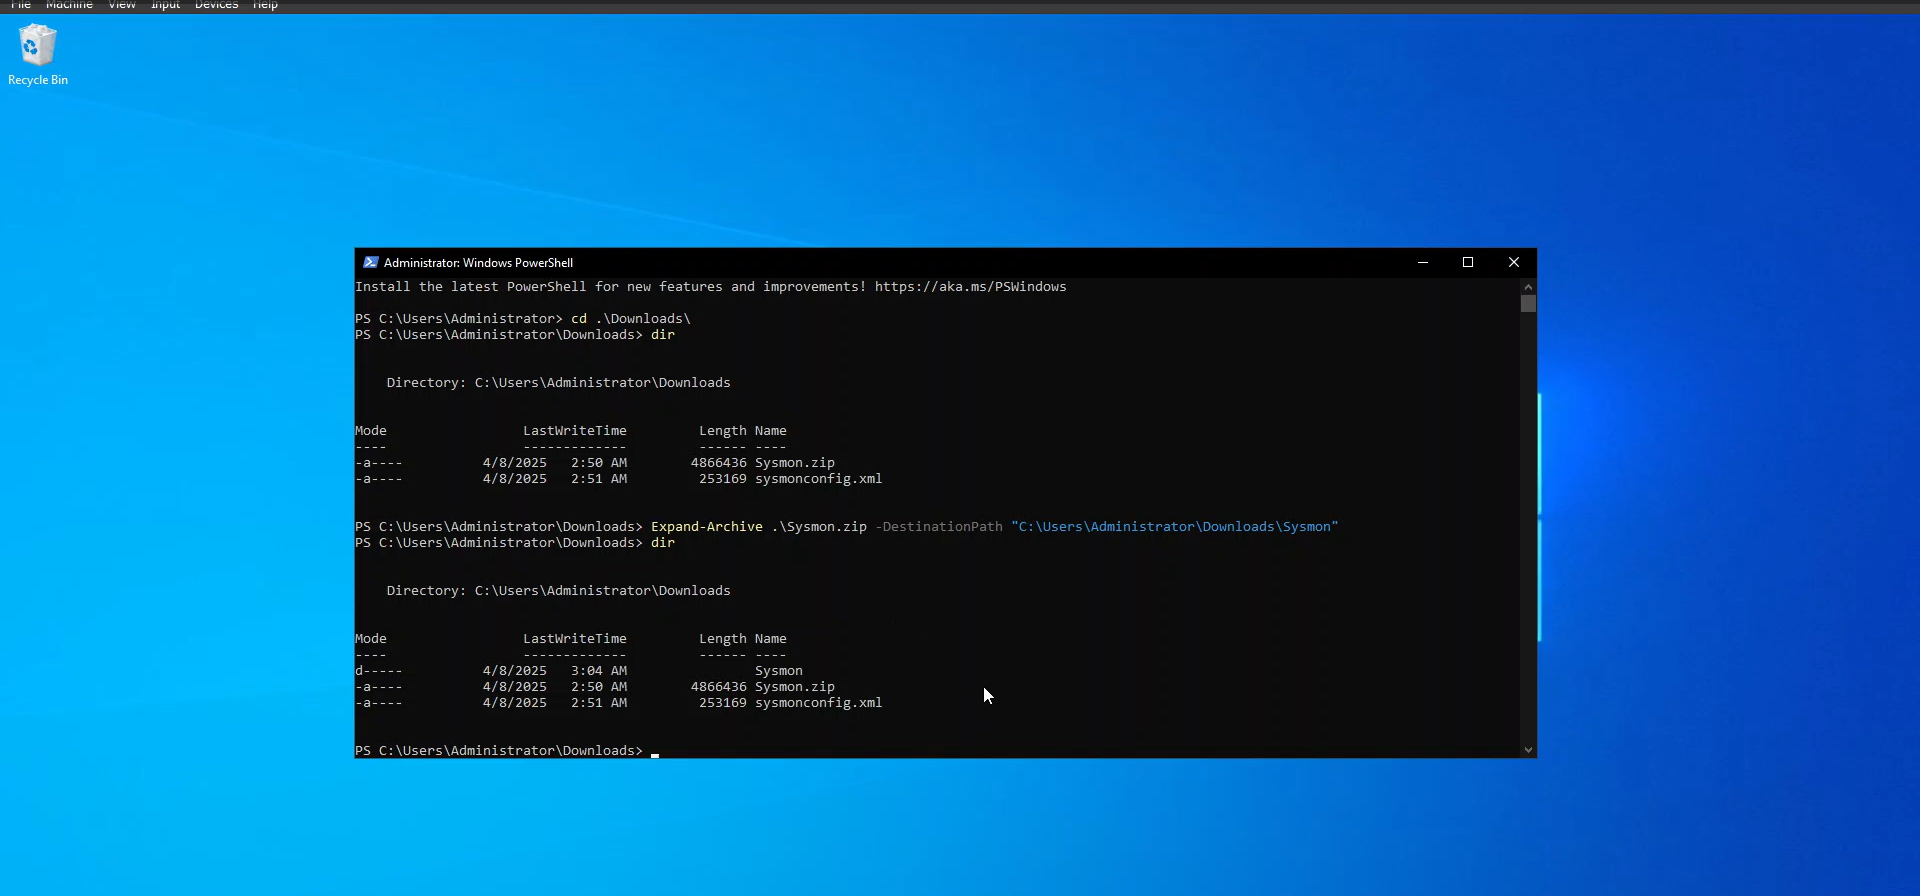 File Machine View Input Devices Help
Recycle Bin
Administrator: Windows PowerShell
Install the latest PowerShell for new features and improvements! https://aka.ms/PSWindows
PS C:\Users\Administrator> cd .\Downloads\
PS C:\Users\Administrator\Downloads> dir
Directory: C:\Users\Administrator\Downloads
Mode LastWriteTime Length Name
---- ------------- ------ ----
-a---- 4/8/2025 2:50 AM 4866436 Sysmon.zip
-a---- 4/8/2025 2:51 AM 253169 sysmonconfig.xml
PS C:\Users\Administrator\Downloads> Expand-Archive .\Sysmon.zip -DestinationPath "C:\Users\Administrator\Downloads\Sysmon"
PS C:\Users\Administrator\Downloads> dir
Directory: C:\Users\Administrator\Downloads
Mode LastWriteTime Length Name
---- ------------- ------ ----
d----- 4/8/2025 3:04 AM Sysmon
-a---- 4/8/2025 2:50 AM 4866436 Sysmon.zip
-a---- 4/8/2025 2:51 AM 253169 sysmonconfig.xml
PS C:\Users\Administrator\Downloads>